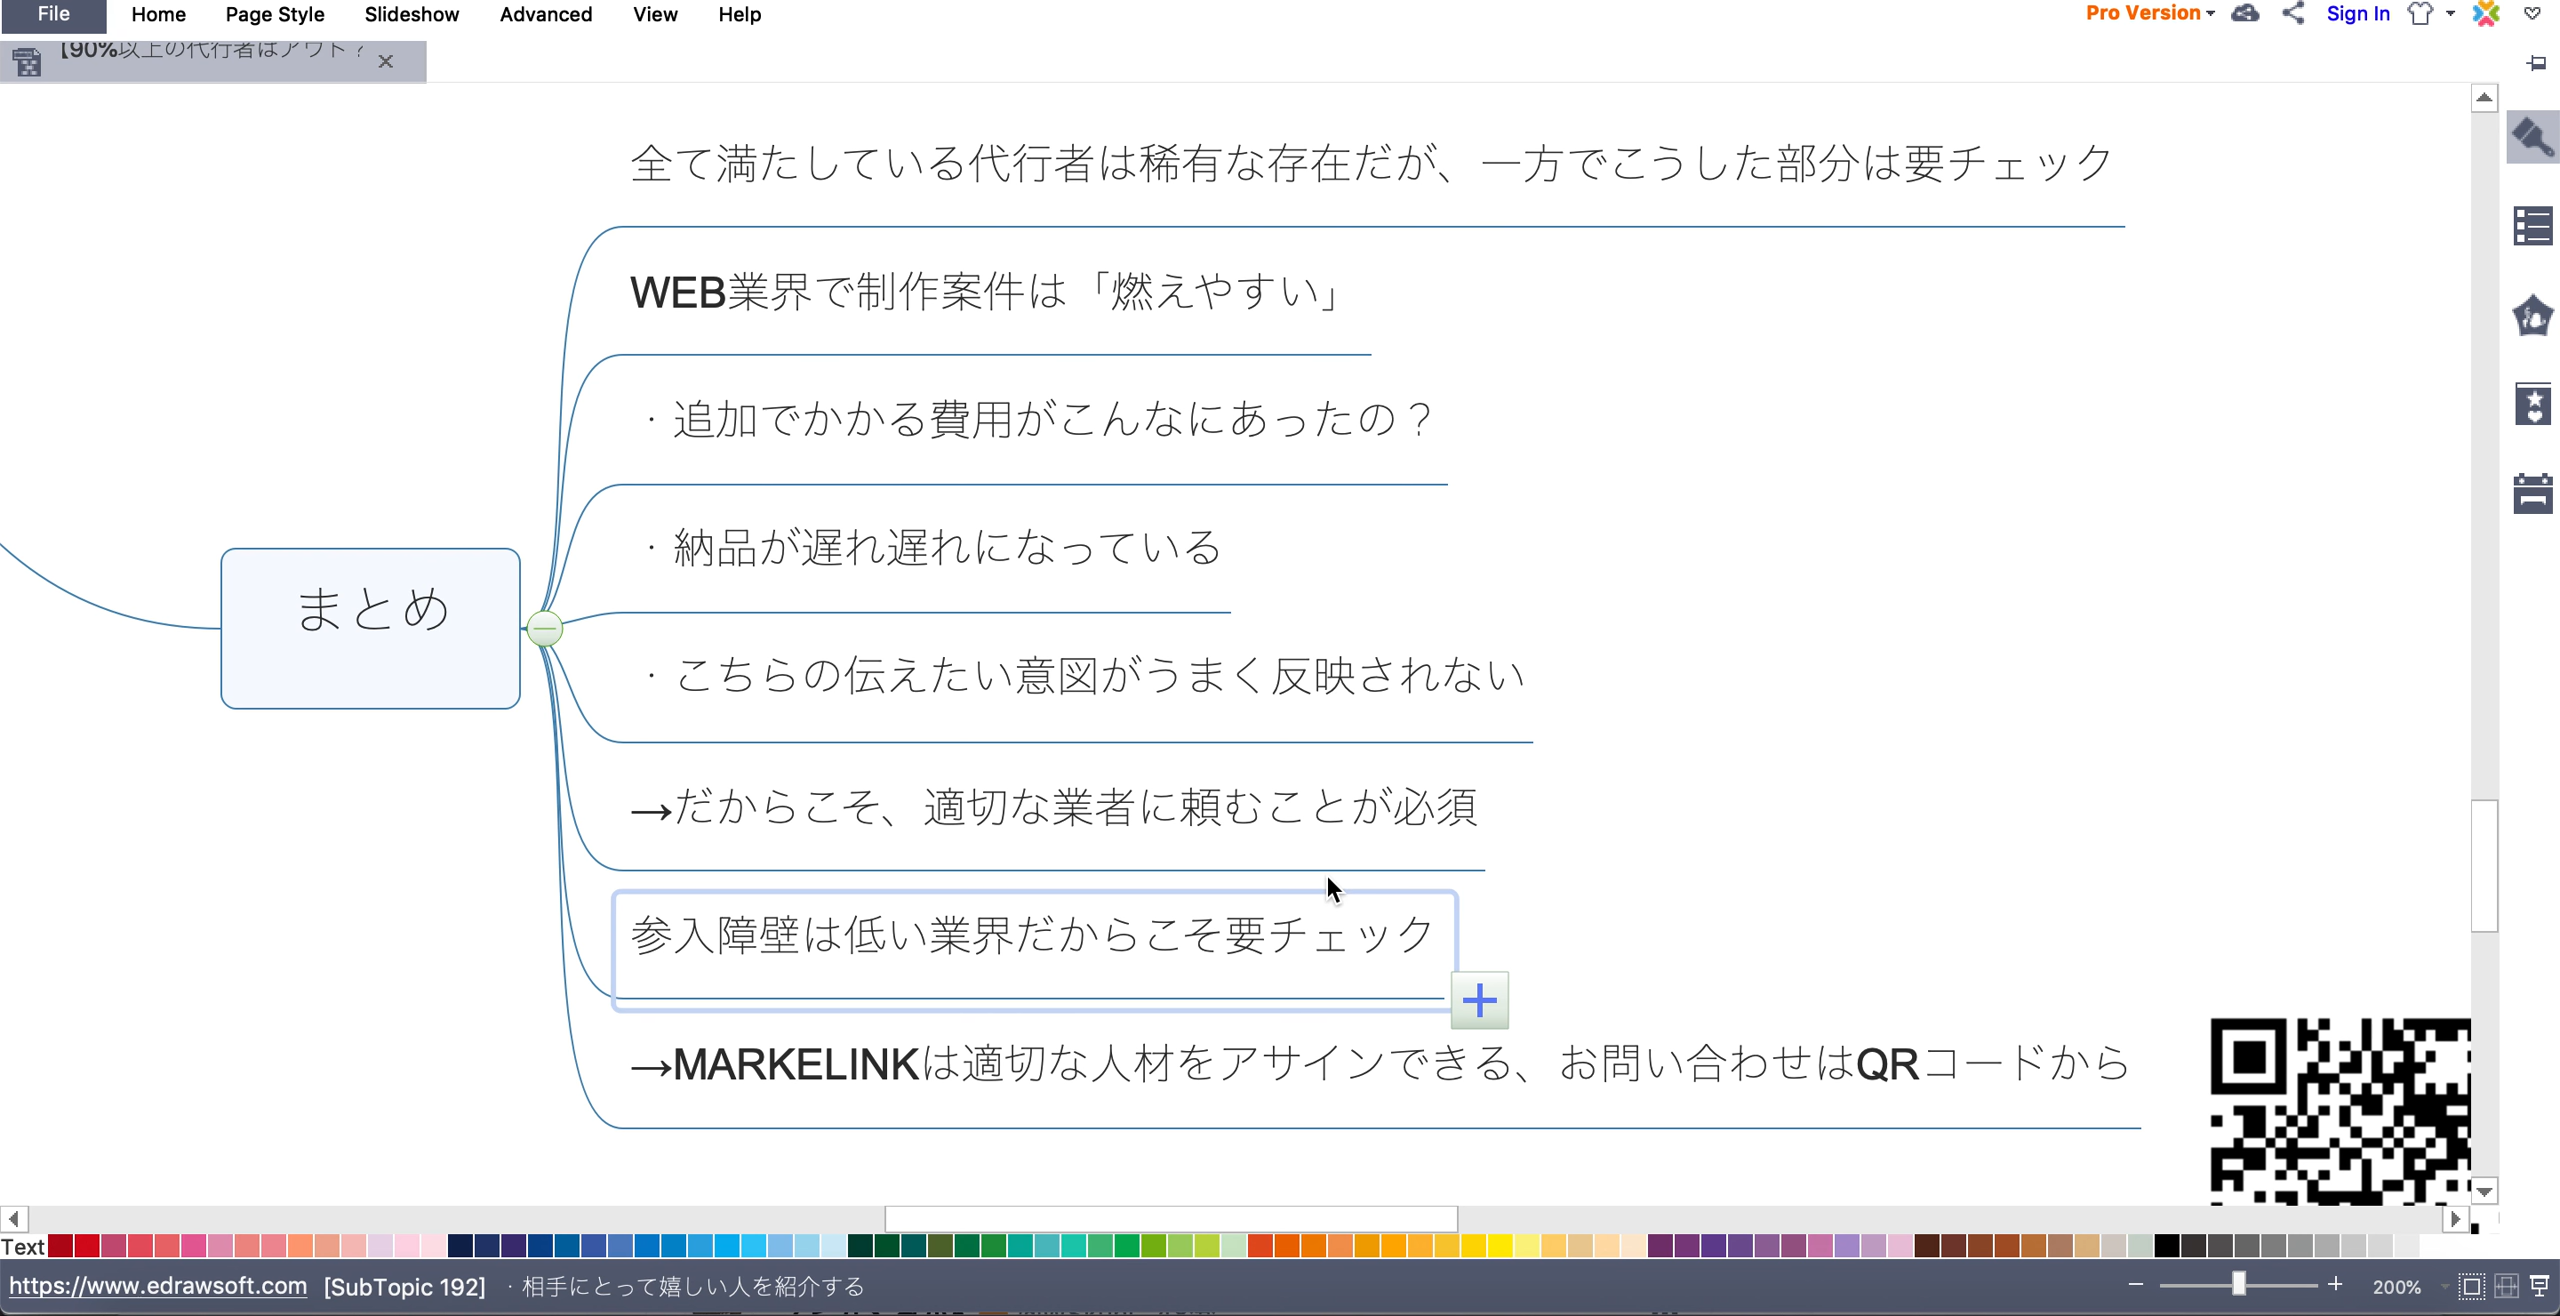 File Home Page Style Slideshow Advanced View Help Pro Version Sign In
【90%以上の代行者はアウト？
全て満たしている代行者は稀有な存在だが、一方でこうした部分は要チェック
WEB業界で制作案件は「燃えやすい」
・追加でかかる費用がこんなにあったの？
・納品が遅れ遅れになっている
まとめ
・こちらの伝えたい意図がうまく反映されない
→だからこそ、適切な業者に頼むことが必須
参入障壁は低い業界だからこそ要チェック
→MARKELINKは適切な人材をアサインできる、お問い合わせはQRコードから
Text
https://www.edrawsoft.com [SubTopic 192] ・相手にとって嬉しい人を紹介する 200%